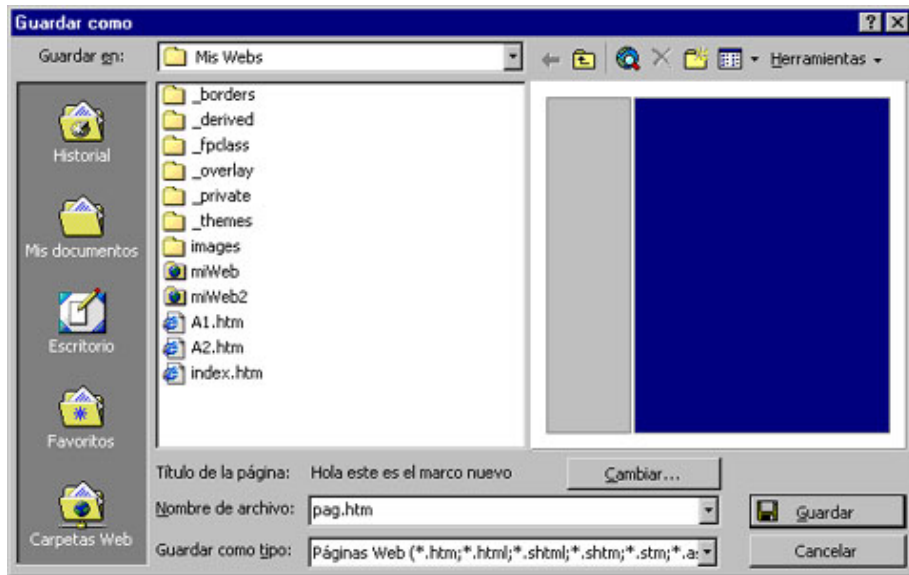 Guardar como
Guardar en: Mis Webs Herramientas
Historial
Mis documentos
Escritorio
Favoritos
Carpetas Web
_borders
_derived
_fpclass
_overlay
_private
_themes
images
miWeb
miWeb2
A1.htm
A2.htm
index.htm
Título de la página: Hola este es el marco nuevo Cambiar...
Nombre de archivo: pag.htm Guardar
Guardar como tipo: Páginas Web (*.htm;*.html;*.shtml;*.shtm;*.stm;*.a Cancelar